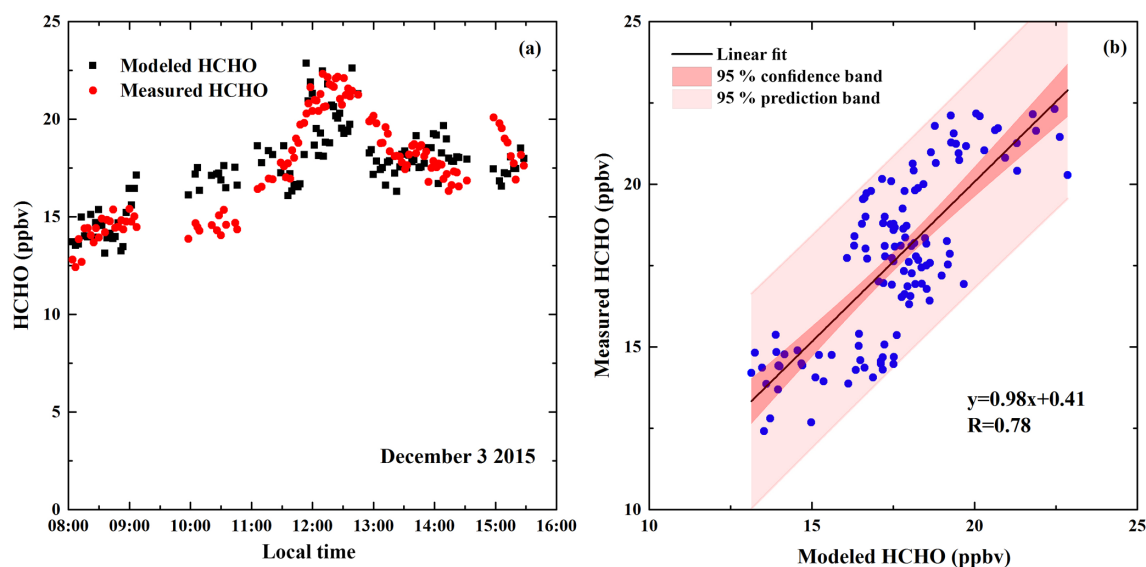 (a)
Modeled HCHO
Measured HCHO
HCHO (ppbv)
25
20
15
10
5
0
December 3 2015
08:00 09:00 10:00 11:00 12:00 13:00 14:00 15:00 16:00
Local time
(b)
Linear fit
95 % confidence band
95 % prediction band
Measured HCHO (ppbv)
25
20
15
10
y=0.98x+0.41
R=0.78
10 15 20 25
Modeled HCHO (ppbv)